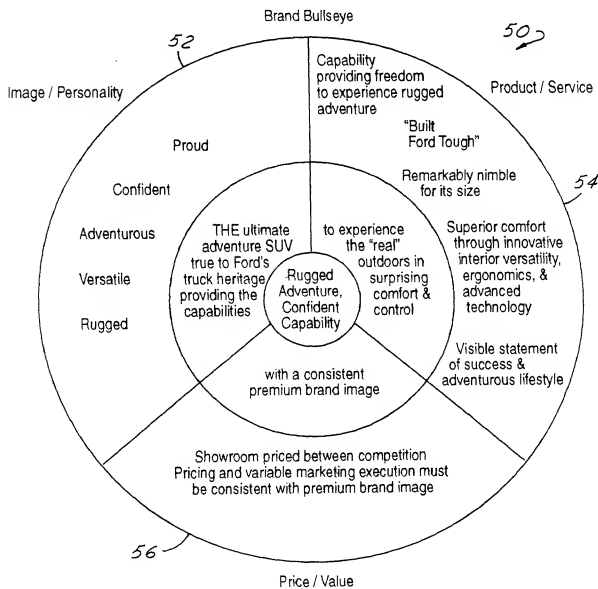 Brand Bullseye
52
50
Image / Personality
Product / Service
Capability
providing freedom
to experience rugged
adventure
"Built
Ford Tough"
Proud
Remarkably nimble
for its size
54
Confident
Adventurous
Versatile
Rugged
THE ultimate
adventure SUV
true to Ford's
truck heritage
providing the
capabilities
to experience
the "real"
outdoors in
surprising
comfort &
control
Superior comfort
through innovative
interior versatility,
ergonomics, &
advanced
technology
Rugged
Adventure,
Confident
Capability
Visible statement
of success &
adventurous lifestyle
with a consistent
premium brand image
Showroom priced between competition
Pricing and variable marketing execution must
be consistent with premium brand image
56
Price / Value